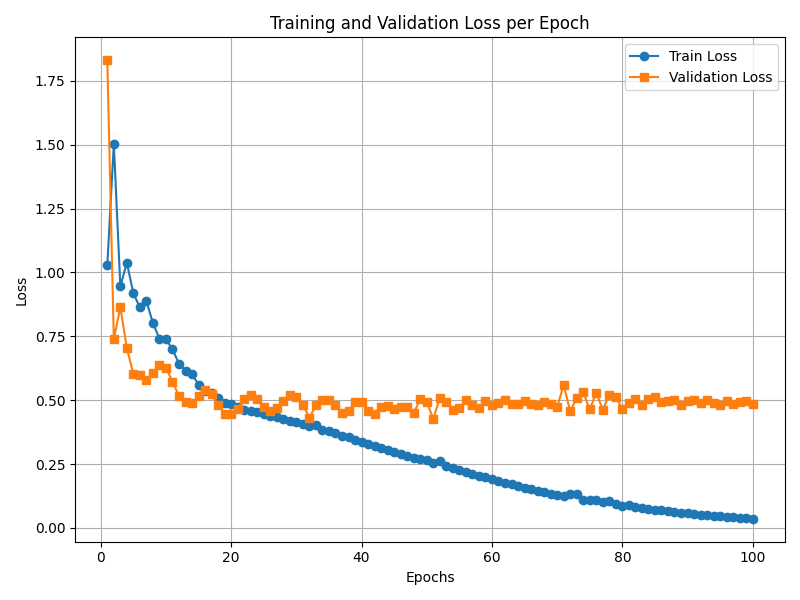 Training and Validation Loss per Epoch
Train Loss
Validation Loss
Loss
1.75
1.50
1.25
1.00
0.75
0.50
0.25
0.00
0 20 40 60 80 100
Epochs